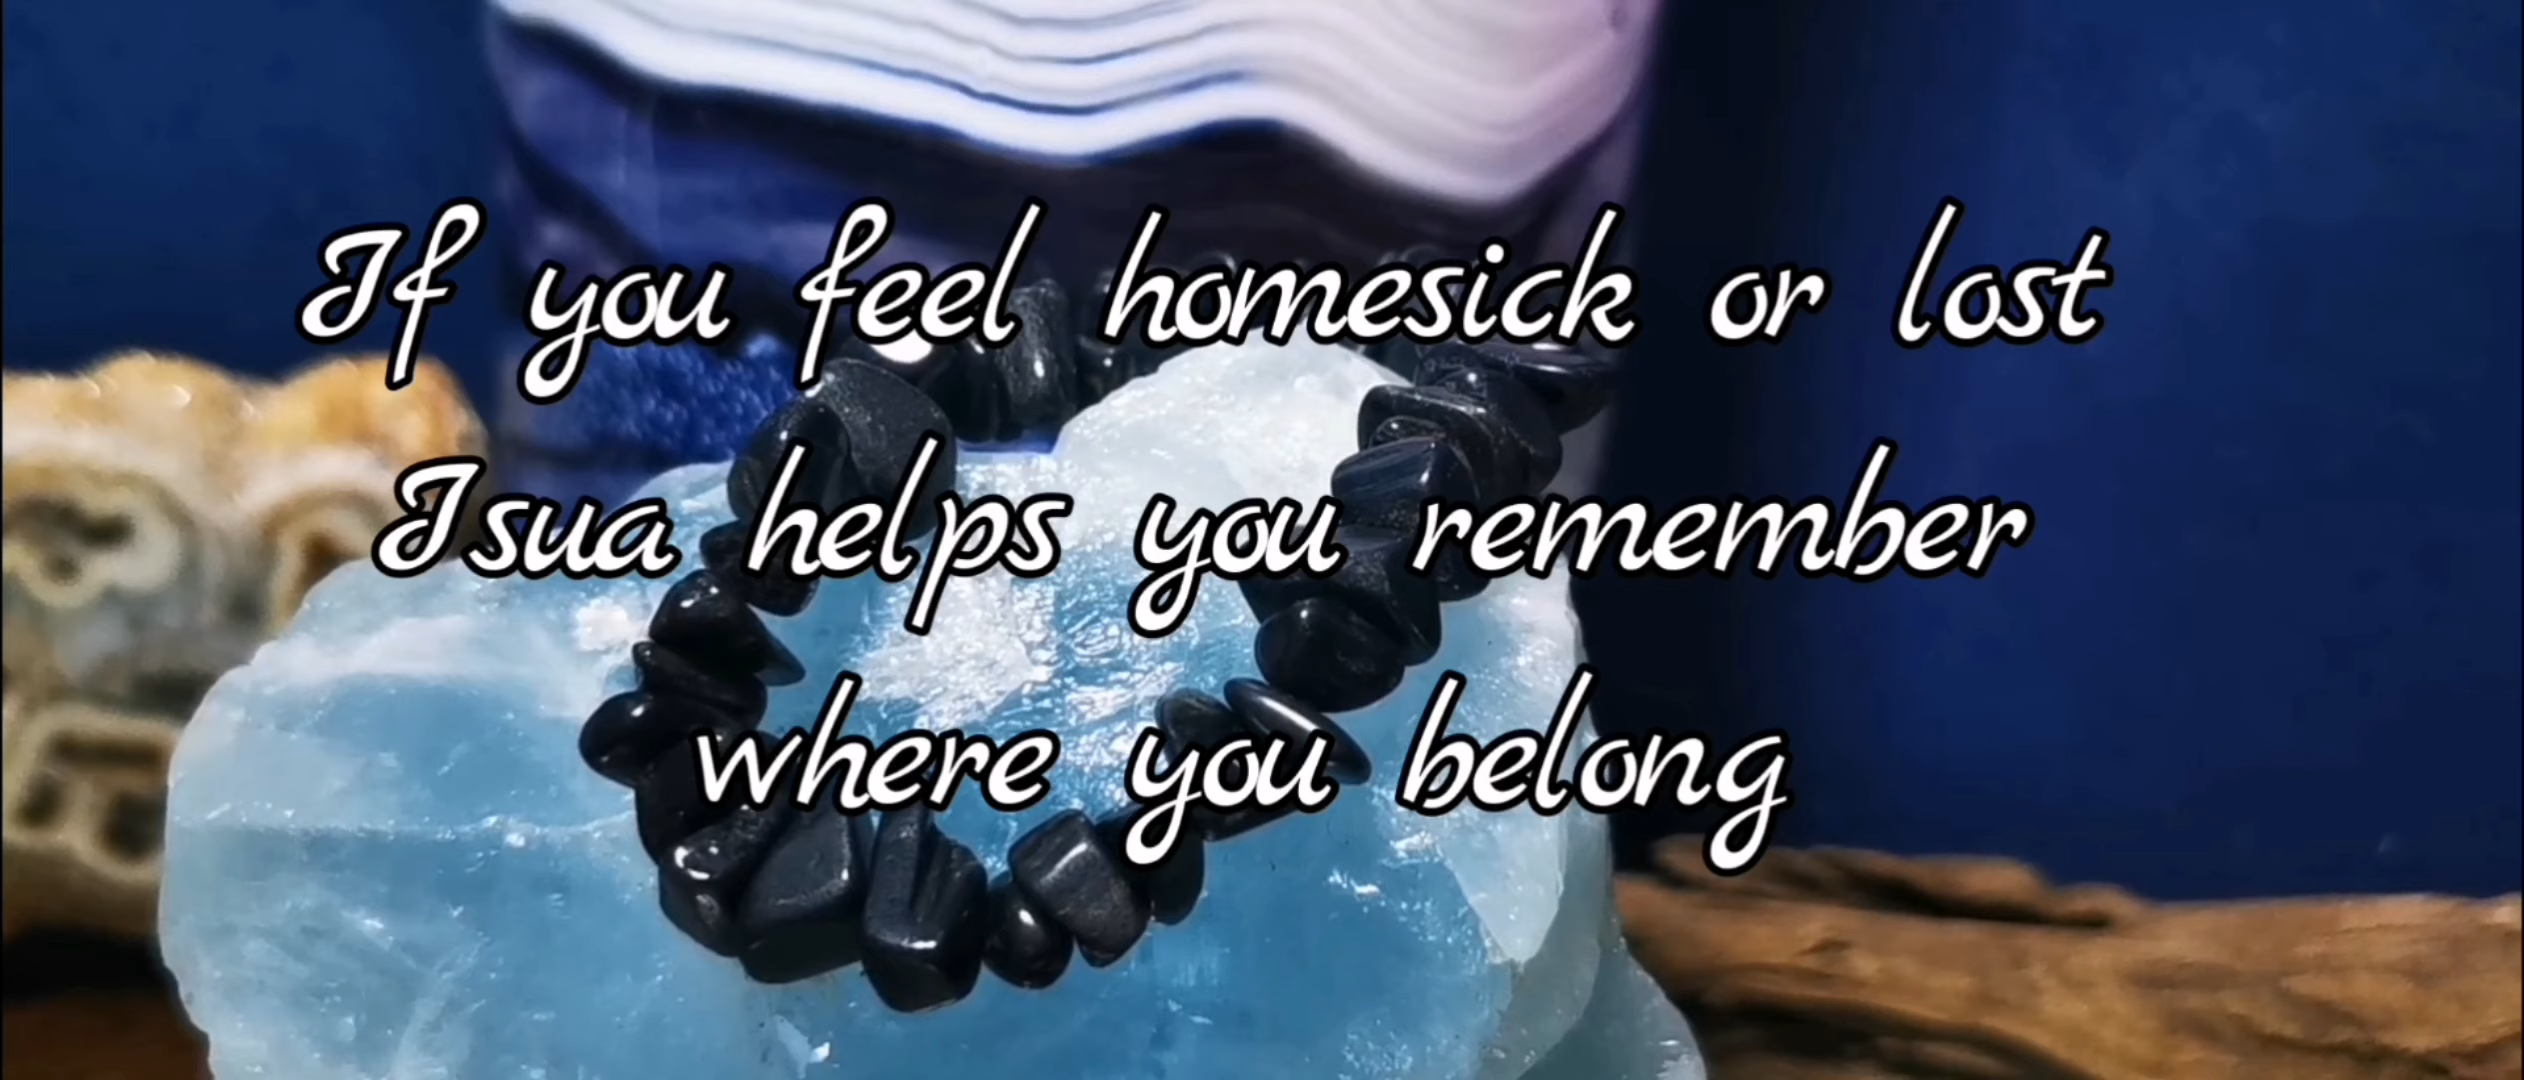 If you feel homesick or lost
Isua helps you remember
where you belong